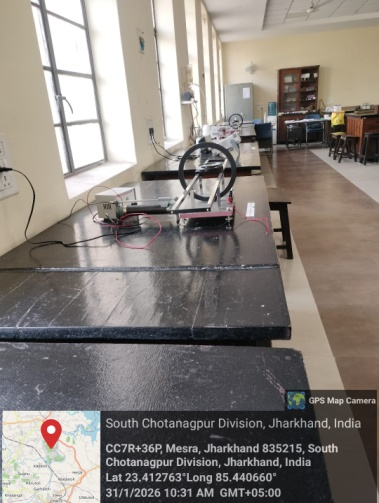 GPS Map Camera
South Chotanagpur Division, Jharkhand, India
CC7R+36P, Mesra, Jharkhand 835215, South
Chotanagpur Division, Jharkhand, India
Lat 23.412763°Long 85.440660°
31/1/2026 10:31 AM GMT+05:00